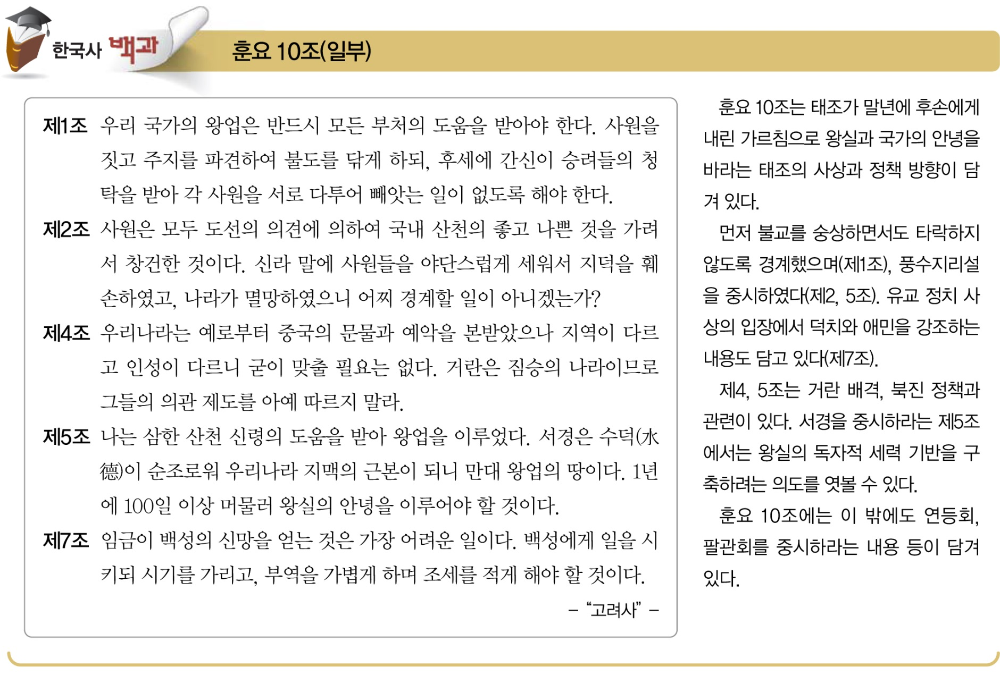 한국사 백과
훈요 10조(일부)
제1조 우리 국가의 왕업은 반드시 모든 부처의 도움을 받아야 한다. 사원을
짓고 주지를 파견하여 불도를 닦게 하되, 후세에 간신이 승려들의 청
탁을 받아 각 사원을 서로 다투어 빼앗는 일이 없도록 해야 한다.
제2조 사원은 모두 도선의 의견에 의하여 국내 산천의 좋고 나쁜 것을 가려
서 창건한 것이다. 신라 말에 사원들을 야단스럽게 세워서 지덕을 훼
손하였고, 나라가 멸망하였으니 어찌 경계할 일이 아니겠는가?
제4조 우리나라는 예로부터 중국의 문물과 예악을 본받았으나 지역이 다르
고 인성이 다르니 굳이 맞출 필요는 없다. 거란은 짐승의 나라이므로
그들의 의관 제도를 아예 따르지 말라.
제5조 나는 삼한 산천 신령의 도움을 받아 왕업을 이루었다. 서경은 수덕(水
德)이 순조로워 우리나라 지맥의 근본이 되니 만대 왕업의 땅이다. 1년
에 100일 이상 머물러 왕실의 안녕을 이루어야 할 것이다.
제7조 임금이 백성의 신망을 얻는 것은 가장 어려운 일이다. 백성에게 일을 시
키되 시기를 가리고, 부역을 가볍게 하며 조세를 적게 해야 할 것이다.
– “고려사” –
훈요 10조는 태조가 말년에 후손에게
내린 가르침으로 왕실과 국가의 안녕을
바라는 태조의 사상과 정책 방향이 담
겨 있다.
먼저 불교를 숭상하면서도 타락하지
않도록 경계했으며(제1조), 풍수지리설
을 중시하였다(제2, 5조). 유교 정치 사
상의 입장에서 덕치와 애민을 강조하는
내용도 담고 있다(제7조).
제4, 5조는 거란 배격, 북진 정책과
관련이 있다. 서경을 중시하라는 제5조
에서는 왕실의 독자적 세력 기반을 구
축하려는 의도를 엿볼 수 있다.
훈요 10조에는 이 밖에도 연등회,
팔관회를 중시하라는 내용 등이 담겨
있다.